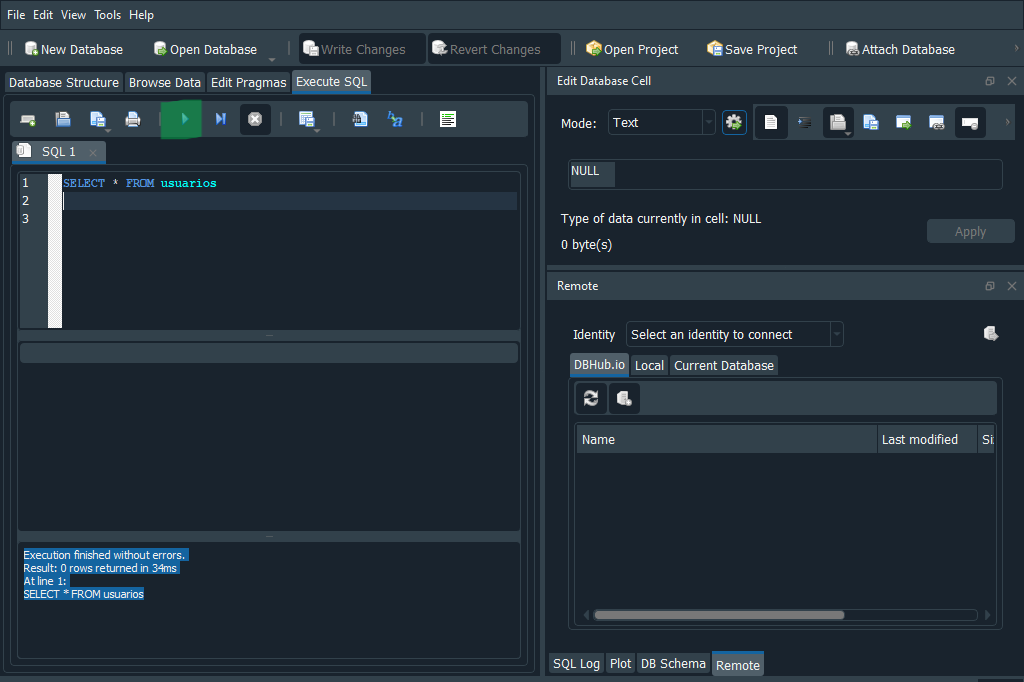 File Edit View Tools Help
New Database Open Database Write Changes Revert Changes Open Project Save Project Attach Database
Database Structure Browse Data Edit Pragmas Execute SQL
SQL 1
1 SELECT * FROM usuarios
2
3
Execution finished without errors.
Result: 0 rows returned in 34ms
At line 1:
SELECT * FROM usuarios
Edit Database Cell
Mode: Text
NULL
Type of data currently in cell: NULL
0 byte(s)
Apply
Remote
Identity Select an identity to connect
DBHub.io Local Current Database
Name Last modified Si
SQL Log Plot DB Schema Remote